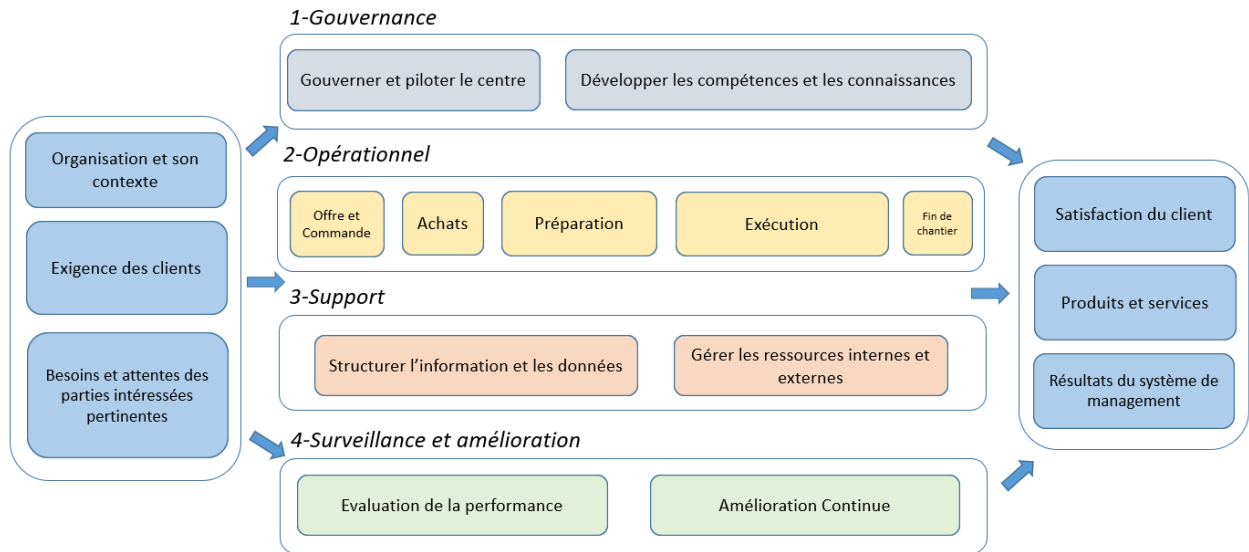 1-Gouvernance
Gouverner et piloter le centre
Développer les compétences et les connaissances
Organisation et son
contexte
Exigence des clients
Besoins et attentes des
parties intéressées
pertinentes
2-Opérationnel
Offre et
Commande
Achats
Préparation
Exécution
Fin de
chantier
3-Support
Structurer l’information et les données
Gérer les ressources internes et
externes
4-Surveillance et amélioration
Evaluation de la performance
Amélioration Continue
Satisfaction du client
Produits et services
Résultats du système de
management